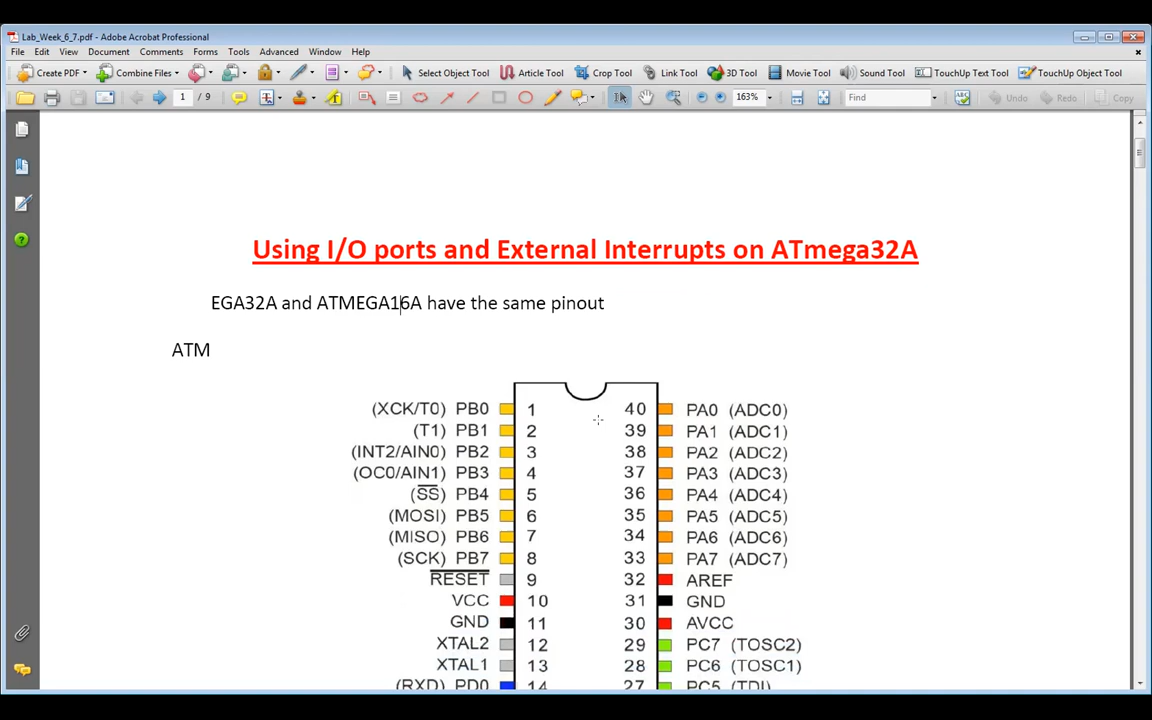 Lab_Week_6_7.pdf - Adobe Acrobat Professional
File Edit View Document Comments Forms Tools Advanced Window Help
Create PDF Combine Files Select Object Tool Article Tool Crop Tool Link Tool 3D Tool Movie Tool Sound Tool TouchUp Text Tool TouchUp Object Tool
1 / 9 163% Find Undo Redo Copy
Using I/O ports and External Interrupts on ATmega32A
EGA32A and ATMEGA16A have the same pinout
ATM
(XCK/T0) PB0 1 40 PA0 (ADC0)
(T1) PB1 2 39 PA1 (ADC1)
(INT2/AIN0) PB2 3 38 PA2 (ADC2)
(OC0/AIN1) PB3 4 37 PA3 (ADC3)
(SS) PB4 5 36 PA4 (ADC4)
(MOSI) PB5 6 35 PA5 (ADC5)
(MISO) PB6 7 34 PA6 (ADC6)
(SCK) PB7 8 33 PA7 (ADC7)
RESET 9 32 AREF
VCC 10 31 GND
GND 11 30 AVCC
XTAL2 12 29 PC7 (TOSC2)
XTAL1 13 28 PC6 (TOSC1)
(RXD) PD0 14 27 PC5 (TDI)